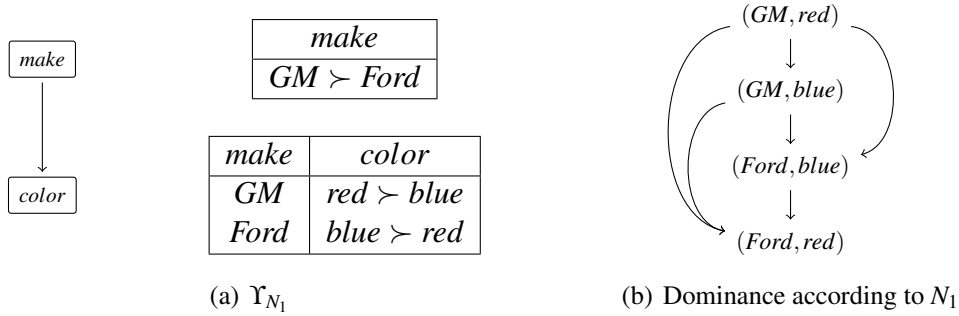 make
color
make
GM ≻ Ford
make color
GM red ≻ blue
Ford blue ≻ red
(a) ϒ_{N_1}
(GM, red)
(GM, blue)
(Ford, blue)
(Ford, red)
(b) Dominance according to N_1